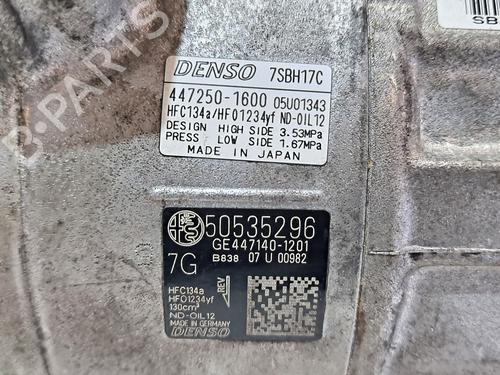 DENSO 7SBH17C
447250-1600 05U01343
HFC134a/HFO1234yf ND-OIL12
DESIGN HIGH SIDE 3.53MPa
PRESS LOW SIDE 1.67MPa
MADE IN JAPAN
SB
50535296
GE447140-1201
7G B838 07 U 00982
HFC134a
HFO1234yf
130cm³
ND-OIL12
REV
MADE IN GERMANY
DENSO